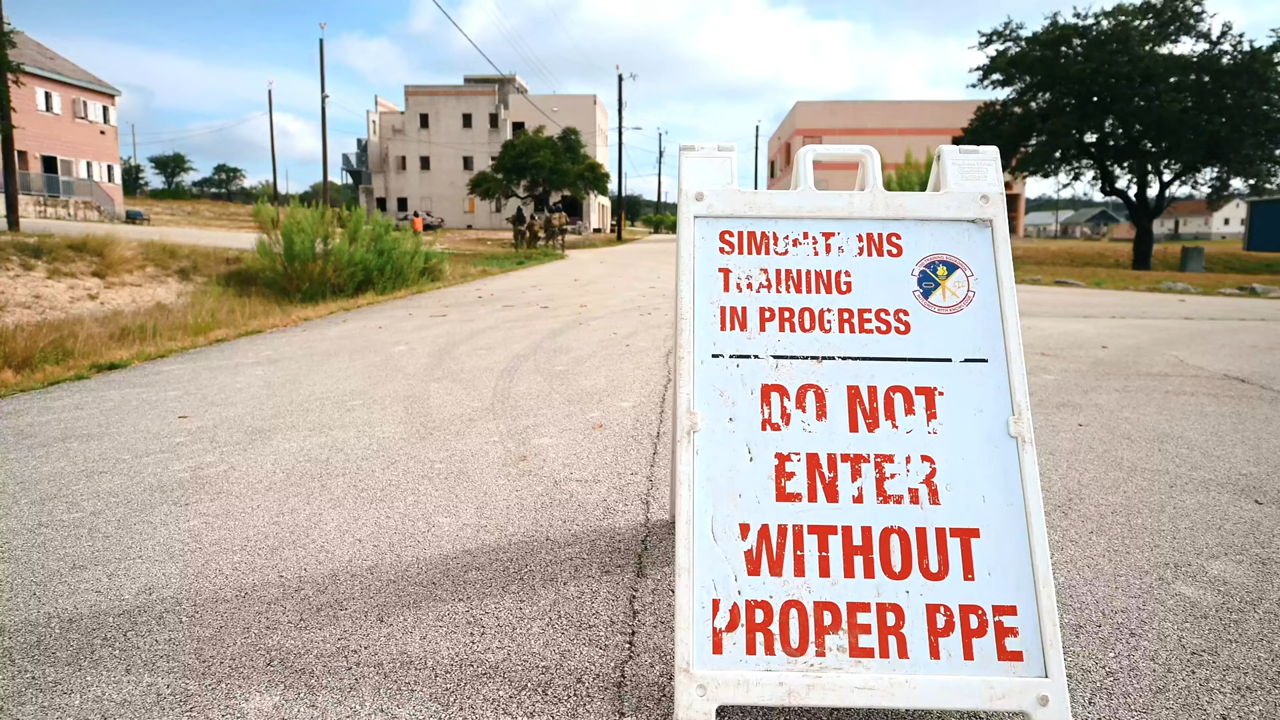 SIMUNITIONS
TRAINING
IN PROGRESS
DO NOT
ENTER
WITHOUT
PROPER PPE